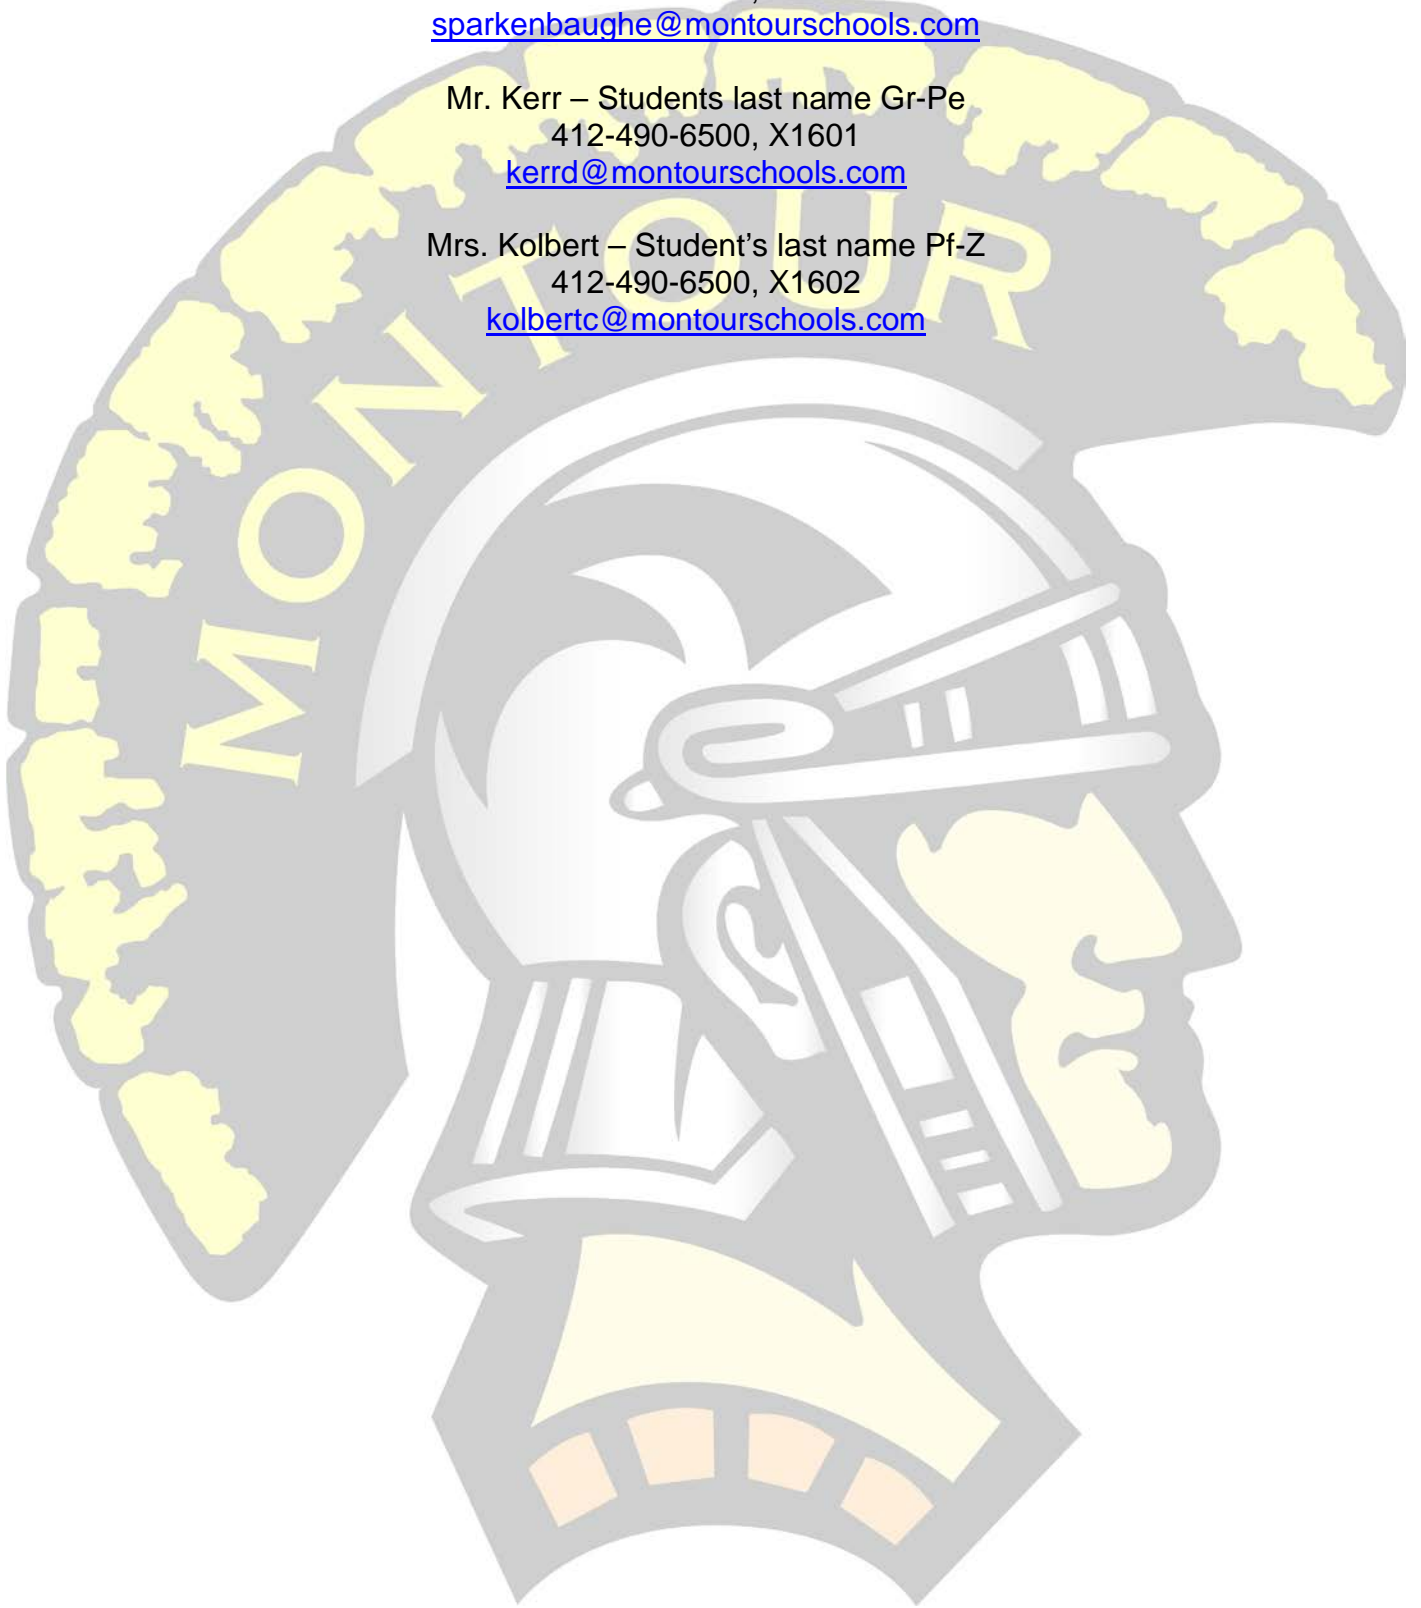 sparkenbaughe@montourschools.com
Mr. Kerr – Students last name Gr-Pe
412-490-6500, X1601
kerrd@montourschools.com
Mrs. Kolbert – Student’s last name Pf-Z
412-490-6500, X1602
kolbertc@montourschools.com
MONTOUR